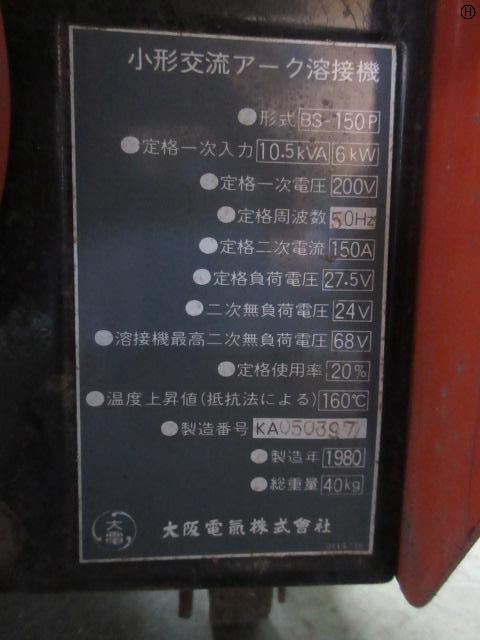 小形交流アーク溶接機
●形式 BS-150P
●定格一次入力 10.5kVA 6kW
●定格一次電圧 200V
●定格周波数 50Hz
●定格二次電流 150A
●定格負荷電圧 27.5V
●二次無負荷電圧 24V
●溶接機最高二次無負荷電圧 68V
●定格使用率 20%
●温度上昇値(抵抗法による) 160℃
●製造番号 KA050397
●製造年 1980
●総重量 40kg
大電
大阪電氣株式會社
H